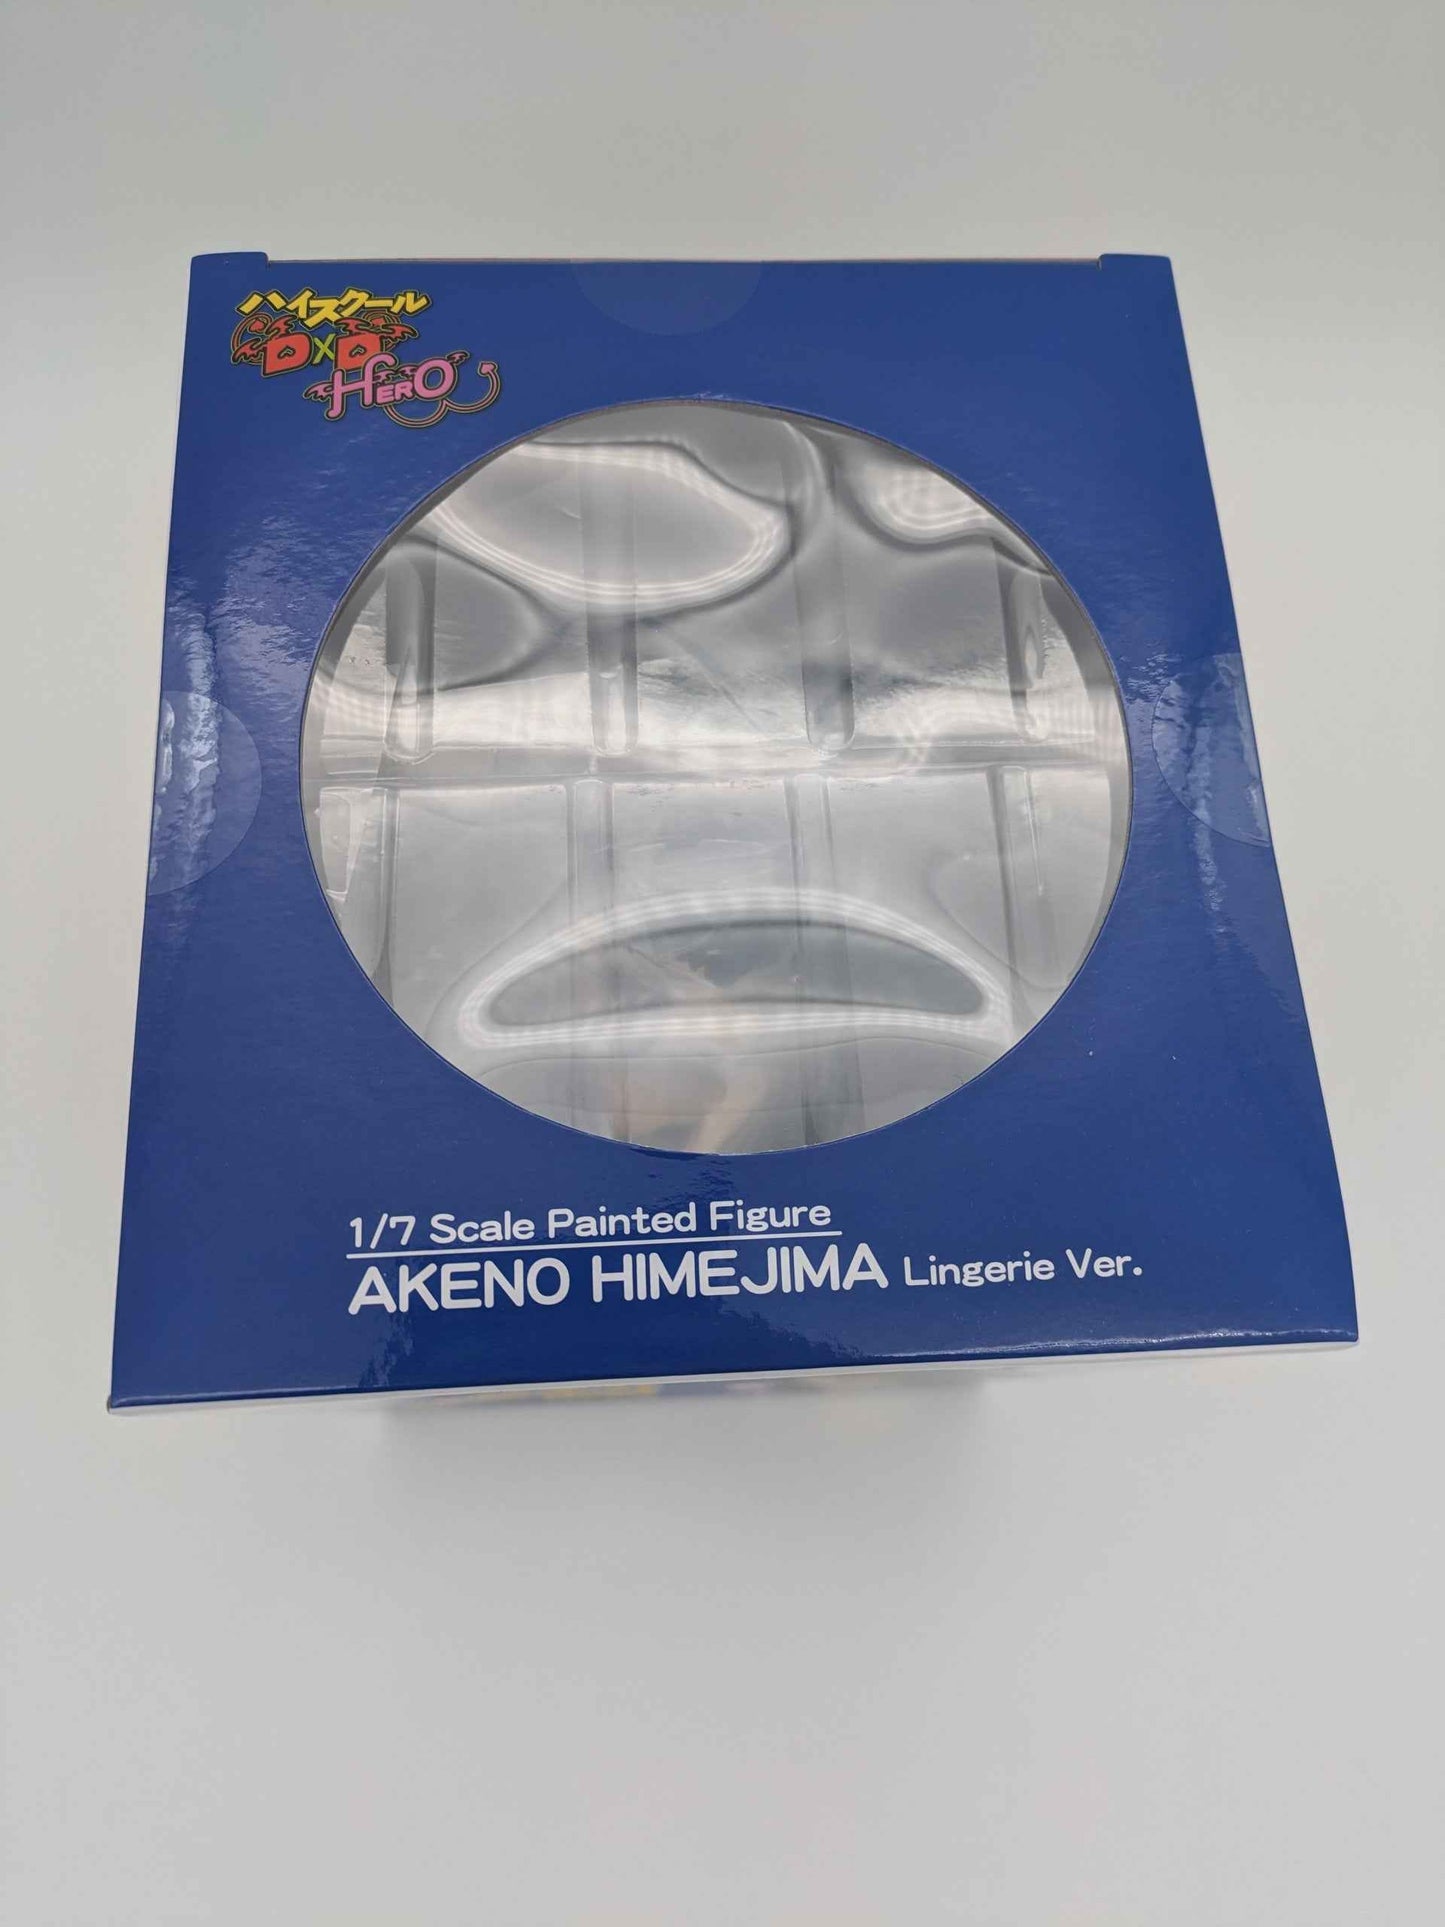 ハイスクール
D×D
HERO
1/7 Scale Painted Figure
AKENO HIMEJIMA Lingerie Ver.